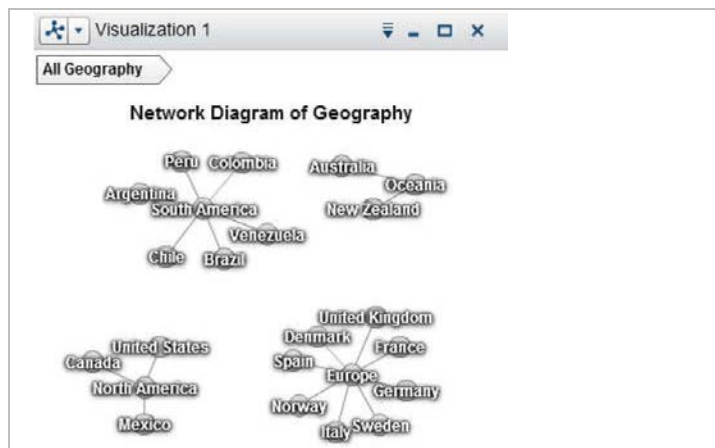 Visualization 1
All Geography
Network Diagram of Geography
Peru Colombia
Argentina
South America
Venezuela
Chile Brazil
Australia
Oceania
New Zealand
United States
Canada
North America
Mexico
United Kingdom
Denmark
France
Spain
Europe
Germany
Norway
Italy Sweden